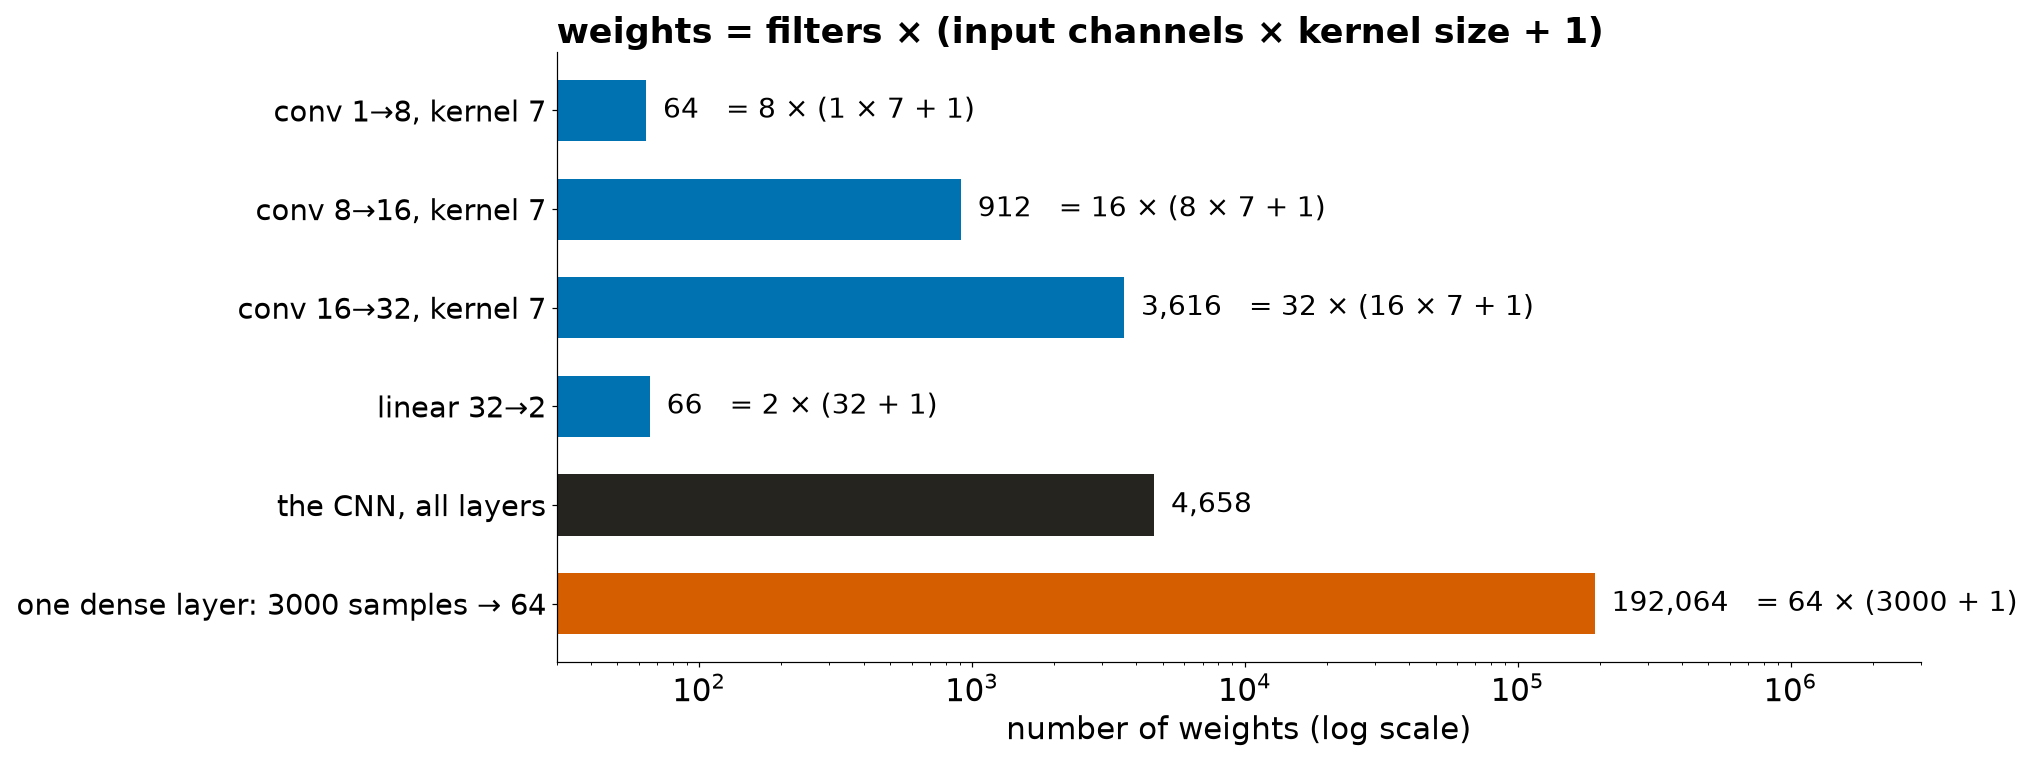 weights = filters × (input channels × kernel size + 1)
conv 1→8, kernel 7
64 = 8 × (1 × 7 + 1)
conv 8→16, kernel 7
912 = 16 × (8 × 7 + 1)
conv 16→32, kernel 7
3,616 = 32 × (16 × 7 + 1)
linear 32→2
66 = 2 × (32 + 1)
the CNN, all layers
4,658
one dense layer: 3000 samples → 64
192,064 = 64 × (3000 + 1)
10² 10³ 10⁴ 10⁵ 10⁶
number of weights (log scale)